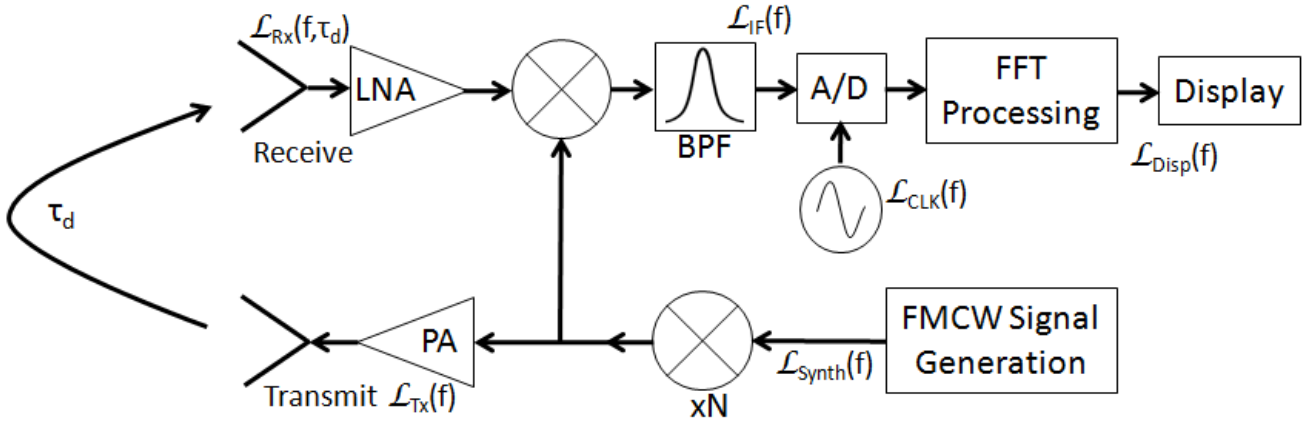 ℒRx(f,τd)
LNA
Receive
BPF
ℒIF(f)
A/D
ℒCLK(f)
FFT
Processing
Display
ℒDisp(f)
τd
Transmit ℒTx(f)
PA
xN
ℒSynth(f)
FMCW Signal
Generation